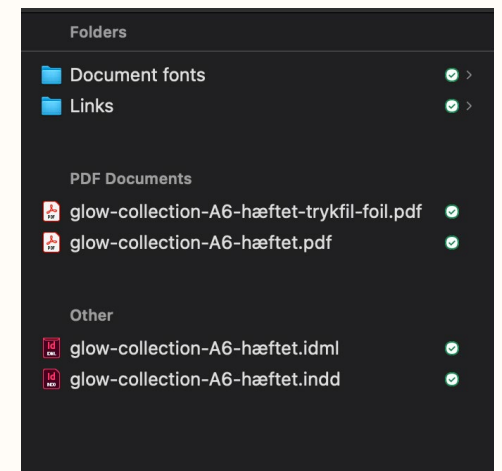 Folders
Document fonts
Links
PDF Documents
glow-collection-A6-hæftet-trykfil-foil.pdf
glow-collection-A6-hæftet.pdf
Other
glow-collection-A6-hæftet.idml
glow-collection-A6-hæftet.indd